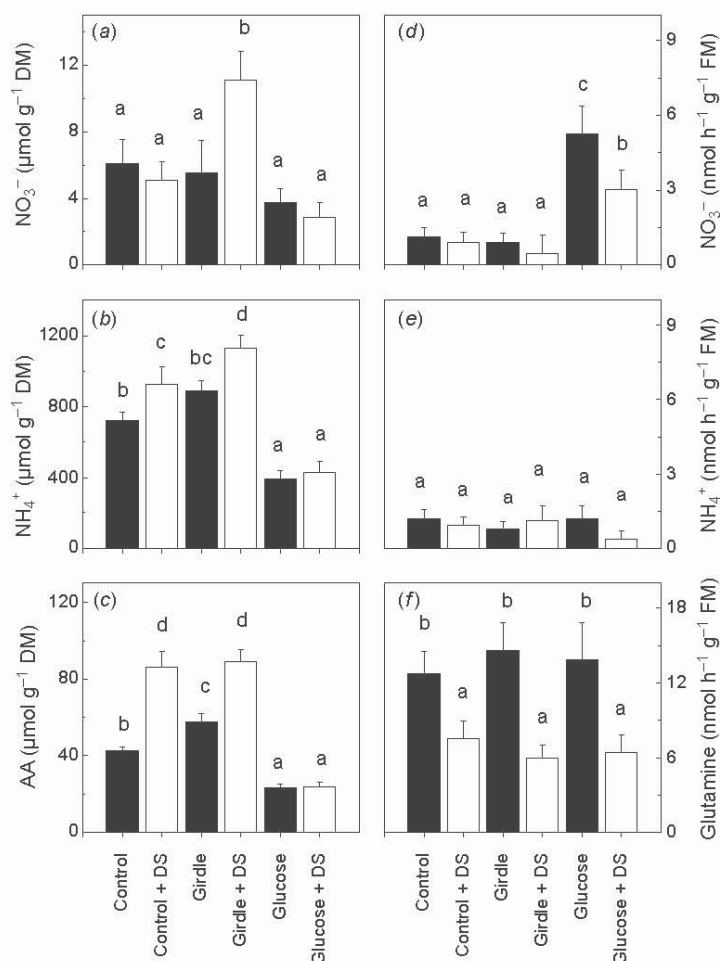 (a)
NO₃⁻ (µmol g⁻¹ DM)
12
8
4
0
a
a
a
b
a
a
(d)
NO₃⁻ (nmol h⁻¹ g⁻¹ FM)
9
6
3
0
a
a
a
a
c
b
(b)
NH₄⁺ (µmol g⁻¹ DM)
1200
800
400
0
b
c
bc
d
a
a
(e)
NH₄⁺ (nmol h⁻¹ g⁻¹ FM)
9
6
3
0
a
a
a
a
a
a
(c)
AA (µmol g⁻¹ DM)
120
80
40
0
b
d
c
d
a
a
(f)
Glutamine (nmol h⁻¹ g⁻¹ FM)
18
12
6
0
b
a
b
a
b
a
Control
Control + DS
Girdle
Girdle + DS
Glucose
Glucose + DS
Control
Control + DS
Girdle
Girdle + DS
Glucose
Glucose + DS